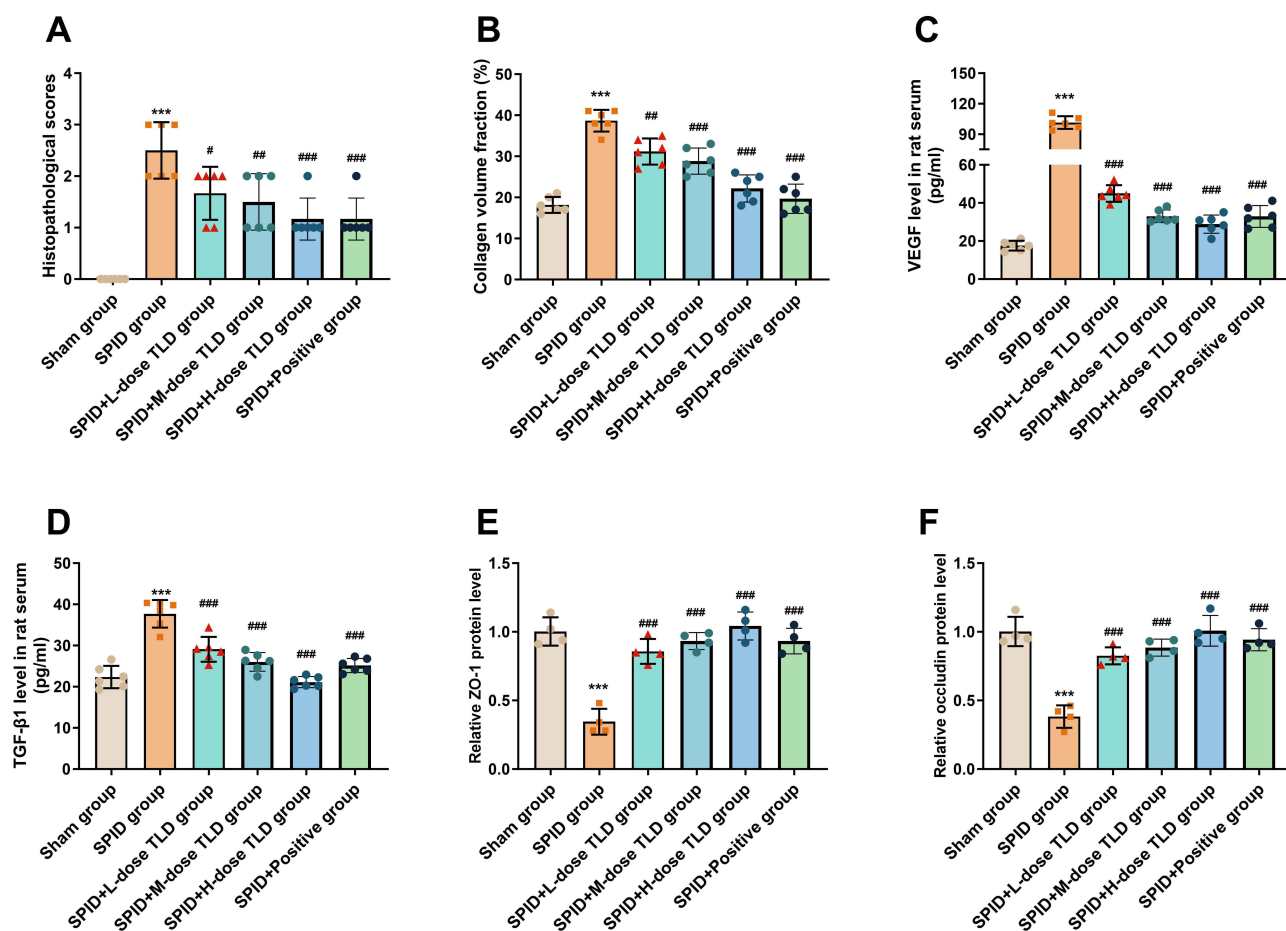 A
Histopathological scores
4
3
2
1
0
***
#
##
###
###
Sham group
SPID group
SPID+L-dose TLD group
SPID+M-dose TLD group
SPID+H-dose TLD group
SPID+Positive group
B
Collagen volume fraction (%)
50
40
30
20
10
0
***
##
###
###
###
Sham group
SPID group
SPID+L-dose TLD group
SPID+M-dose TLD group
SPID+H-dose TLD group
SPID+Positive group
C
VEGF level in rat serum
(pg/ml)
150
120
90
60
40
20
0
***
###
###
###
###
Sham group
SPID group
SPID+L-dose TLD group
SPID+M-dose TLD group
SPID+H-dose TLD group
SPID+Positive group
D
TGF-β1 level in rat serum
(pg/ml)
50
40
30
20
10
0
***
###
###
###
###
Sham group
SPID group
SPID+L-dose TLD group
SPID+M-dose TLD group
SPID+H-dose TLD group
SPID+Positive group
E
Relative ZO-1 protein level
1.5
1.0
0.5
0.0
***
###
###
###
###
Sham group
SPID group
SPID+L-dose TLD group
SPID+M-dose TLD group
SPID+H-dose TLD group
SPID+Positive group
F
Relative occludin protein level
1.5
1.0
0.5
0.0
***
###
###
###
###
Sham group
SPID group
SPID+L-dose TLD group
SPID+M-dose TLD group
SPID+H-dose TLD group
SPID+Positive group